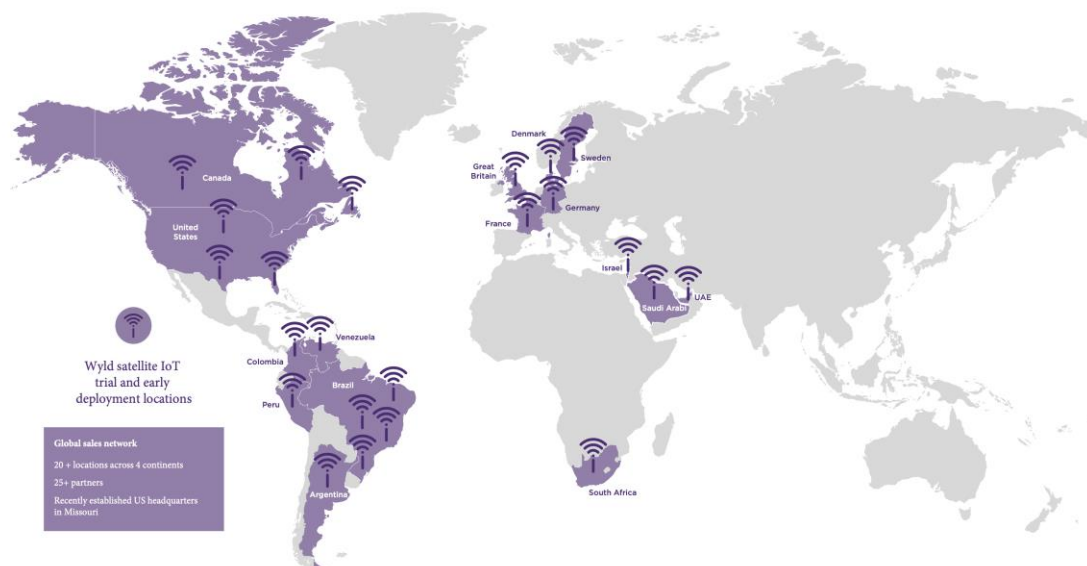 Canada
United
States
Denmark
Sweden
Great
Britain
Germany
France
Israel
Saudi Arabi
UAE
Venezuela
Colombia
Brazil
Peru
Argentina
South Africa
Wyld satellite IoT
trial and early
deployment locations
Global sales network
20 + locations across 4 continents
25+ partners
Recently established US headquarters
in Missouri